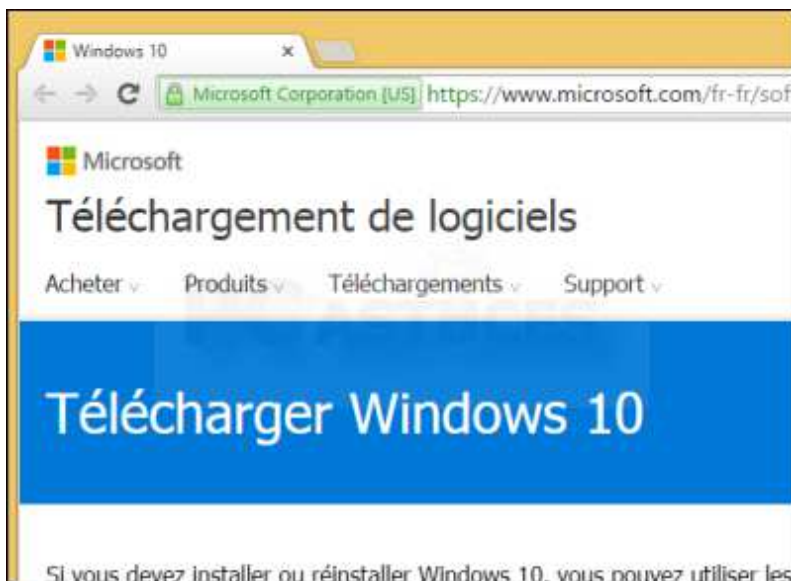 Windows 10
Microsoft Corporation [US] https://www.microsoft.com/fr-fr/sof
Microsoft
Téléchargement de logiciels
Acheter Produits Téléchargements Support
ASTUCES
Télécharger Windows 10
Si vous devez installer ou réinstaller Windows 10, vous pouvez utiliser les